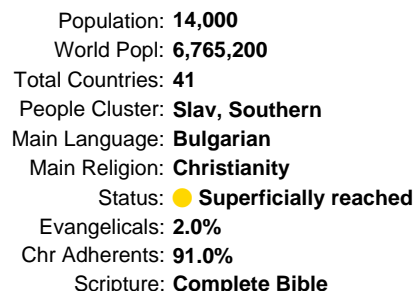 Population: 14,000
World Popl: 6,765,200
Total Countries: 41
People Cluster: Slav, Southern
Main Language: Bulgarian
Main Religion: Christianity
Status: Superficially reached
Evangelicals: 2.0%
Chr Adherents: 91.0%
Scripture: Complete Bible